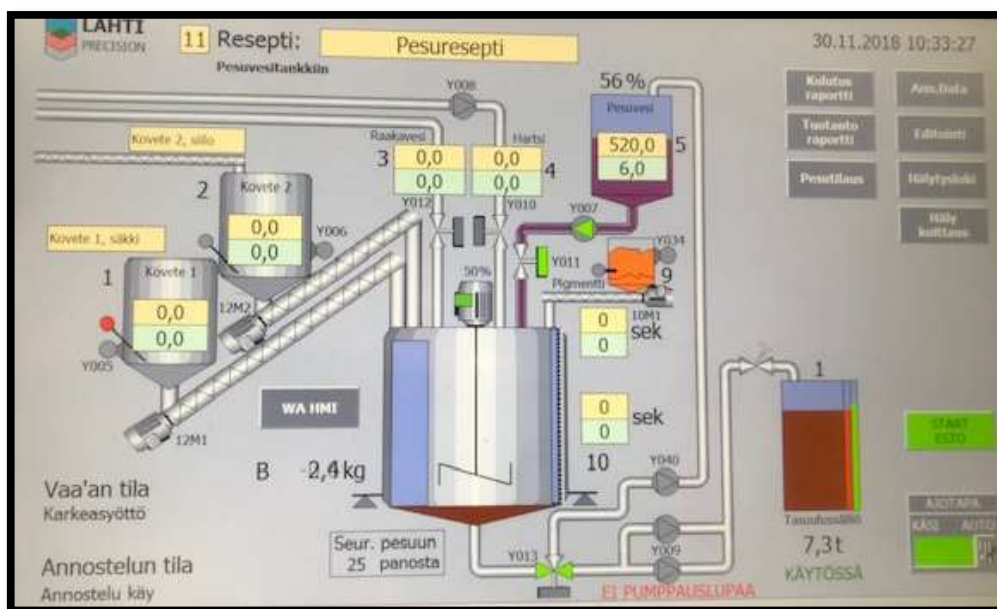 LAHTI
PRECISION
11 Resepti: Pesuresepti
30.11.2018 10:33:27
Pesuvesitankkiin
Y008
56 %
Kulutus
raportti
Raakavesi
Hartsi
Pesuvesi
Kovete 2, siilo
3
0,0
0,0
4
520,0
5
Tuotanto
raportti
Editointi
0,0
0,0
6,0
2
Kovete 2
Y012
Y010
Pesutilaus
Hälytysloki
0,0
0,0
Y006
Y007
Häly
kuittaus
Kovete 1, säkki
Y011
Y034
1
Kovete 1
50%
Pigmentti
9
0,0
0,0
12M2
10M1
0
sek
0
Y005
1
WA HMI
0
sek
0
12M1
START
ESTO
B
kg
10
Y040
Vaa'an tila
Karkeasyöttö
AJOTAPA
KÄSI
AUTO
Seur. pesuun
25 panosta
Y013
Y009
7,3 t
Annostelun tila
Annostelu käy
EI PUMPPAUSLUPAA
KÄYTÖSSÄ